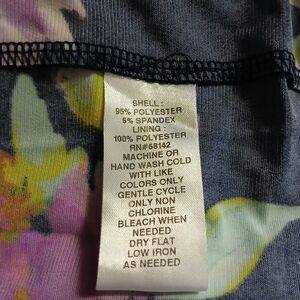 SHELL :
95% POLYESTER
5% SPANDEX
LINING :
100% POLYESTER
RN#58142
MACHINE OR
HAND WASH COLD
WITH LIKE
COLORS ONLY
GENTLE CYCLE
ONLY NON
CHLORINE
BLEACH WHEN
NEEDED
DRY FLAT
LOW IRON
AS NEEDED